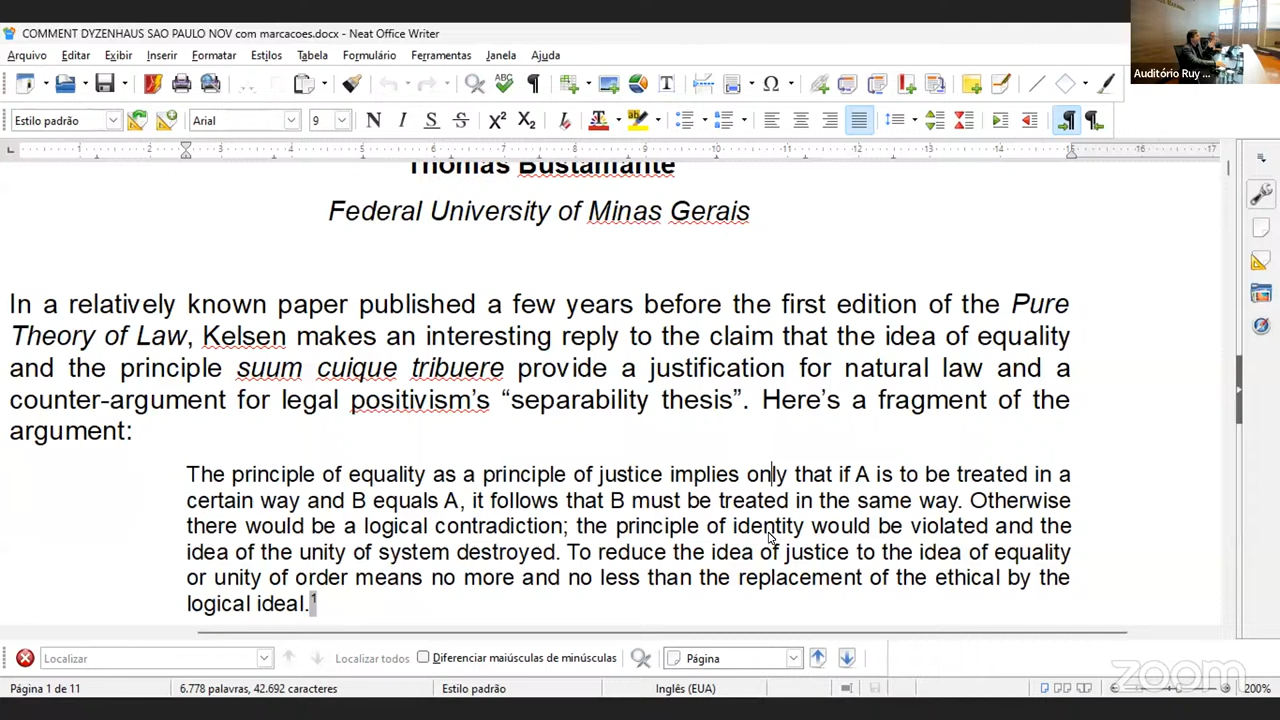 COMMENT DYZENHAUS SAO PAULO NOV com marcacoes.docx - Neat Office Writer
Arquivo Editar Exibir Inserir Formatar Estilos Tabela Formulário Ferramentas Janela Ajuda
Auditório Ruy ...
Estilo padrão Arial 9
Thomas Bustamante
Federal University of Minas Gerais
In a relatively known paper published a few years before the first edition of the Pure
Theory of Law, Kelsen makes an interesting reply to the claim that the idea of equality
and the principle suum cuique tribuere provide a justification for natural law and a
counter-argument for legal positivism's “separability thesis”. Here's a fragment of the
argument:
The principle of equality as a principle of justice implies only that if A is to be treated in a
certain way and B equals A, it follows that B must be treated in the same way. Otherwise
there would be a logical contradiction; the principle of identity would be violated and the
idea of the unity of system destroyed. To reduce the idea of justice to the idea of equality
or unity of order means no more and no less than the replacement of the ethical by the
logical ideal.1
Localizar Localizar todos Diferenciar maiúsculas de minúsculas Página
zoom
Página 1 de 11 6.778 palavras, 42.692 caracteres Estilo padrão Inglês (EUA) 200%